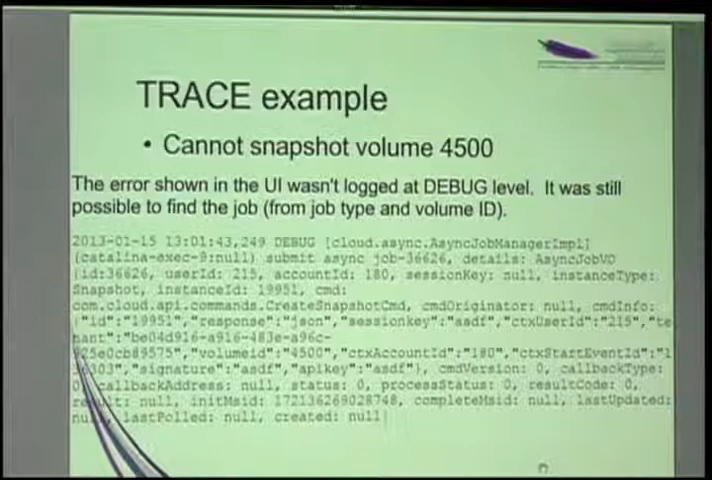 TRACE example
• Cannot snapshot volume 4500
The error shown in the UI wasn't logged at DEBUG level. It was still
possible to find the job (from job type and volume ID).
2013-01-15 13:01:43,249 DEBUG [cloud.async.AsyncJobManagerImpl]
(catalina-exec-9:null) submit async job-36626, details: AsyncJobVO
{id:36626, userId: 215, accountId: 180, sessionKey: null, instanceType:
Snapshot, instanceId: 19951, cmd:
com.cloud.api.commands.CreateSnapshotCmd, cmdOriginator: null, cmdInfo:
{"id":"19951","response":"json","sessionkey":"asdf","ctxUserId":"215","te
nant":"be04d916-a916-483e-a96c-
925e0cb89575","volumeid":"4500","ctxAccountId":"180","ctxStartEventId":"1
303","signature":"asdf","apikey":"asdf"}, cmdVersion: 0, callbackType:
0, callbackAddress: null, status: 0, processStatus: 0, resultCode: 0,
result: null, initMsid: 172136269028748, completeMsid: null, lastUpdated:
null, lastPolled: null, created: null